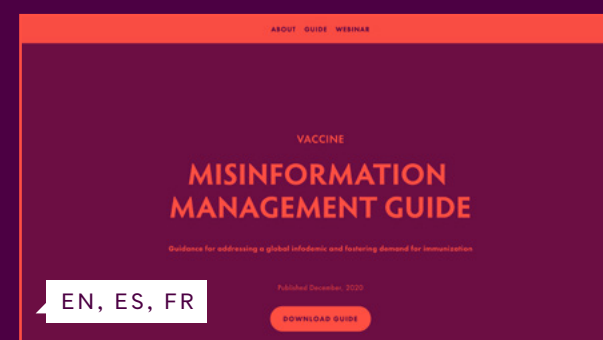 ABOUT GUIDE WEBINAR
VACCINE
MISINFORMATION
MANAGEMENT GUIDE
Guidance for addressing a global infodemic and fostering demand for immunization
Published December, 2020
DOWNLOAD GUIDE
EN, ES, FR